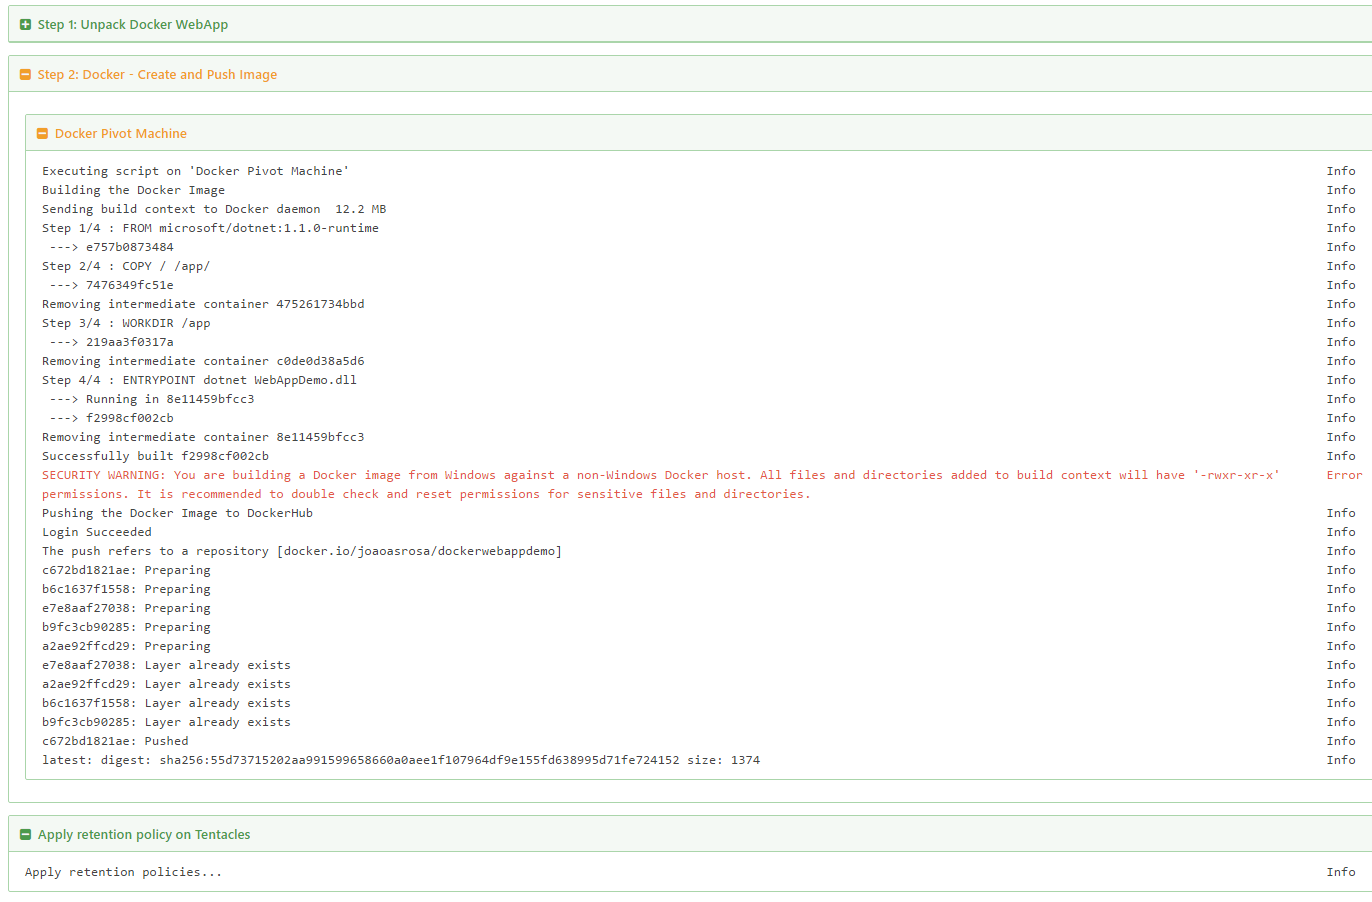 Step 1: Unpack Docker WebApp
Step 2: Docker - Create and Push Image
Docker Pivot Machine
Executing script on 'Docker Pivot Machine' Info
Building the Docker Image Info
Sending build context to Docker daemon  12.2 MB Info
Step 1/4 : FROM microsoft/dotnet:1.1.0-runtime Info
---> e757b0873484 Info
Step 2/4 : COPY / /app/ Info
---> 7476349fc51e Info
Removing intermediate container 475261734bbd Info
Step 3/4 : WORKDIR /app Info
---> 219aa3f0317a Info
Removing intermediate container c0de0d38a5d6 Info
Step 4/4 : ENTRYPOINT dotnet WebAppDemo.dll Info
---> Running in 8e11459bfcc3 Info
---> f2998cf002cb Info
Removing intermediate container 8e11459bfcc3 Info
Successfully built f2998cf002cb Info
SECURITY WARNING: You are building a Docker image from Windows against a non-Windows Docker host. All files and directories added to build context will have '-rwxr-xr-x' Error
permissions. It is recommended to double check and reset permissions for sensitive files and directories.
Pushing the Docker Image to DockerHub Info
Login Succeeded Info
The push refers to a repository [docker.io/joaoasrosa/dockerwebappdemo] Info
c672bd1821ae: Preparing Info
b6c1637f1558: Preparing Info
e7e8aaf27038: Preparing Info
b9fc3cb90285: Preparing Info
a2ae92ffcd29: Preparing Info
e7e8aaf27038: Layer already exists Info
a2ae92ffcd29: Layer already exists Info
b6c1637f1558: Layer already exists Info
b9fc3cb90285: Layer already exists Info
c672bd1821ae: Pushed Info
latest: digest: sha256:55d73715202aa991599658660a0aee1f107964df9e155fd638995d71fe724152 size: 1374 Info
Apply retention policy on Tentacles
Apply retention policies... Info